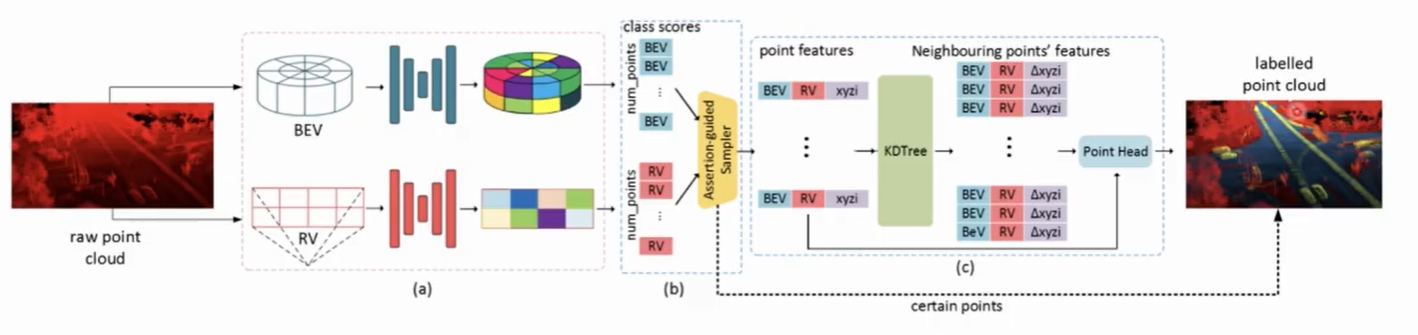 raw point
cloud
BEV
RV
(a)
class scores
num_points
BEV
BEV
BEV
num_points
RV
RV
RV
(b)
Assertion-guided
Sampler
point features
BEV RV xyzi
BEV RV xyzi
KDTree
Neighbouring points' features
BEV RV Δxyzi
BEV RV Δxyzi
BEV RV Δxyzi
BEV RV Δxyzi
BEV RV Δxyzi
BeV RV Δxyzi
Point Head
(c)
certain points
labelled
point cloud